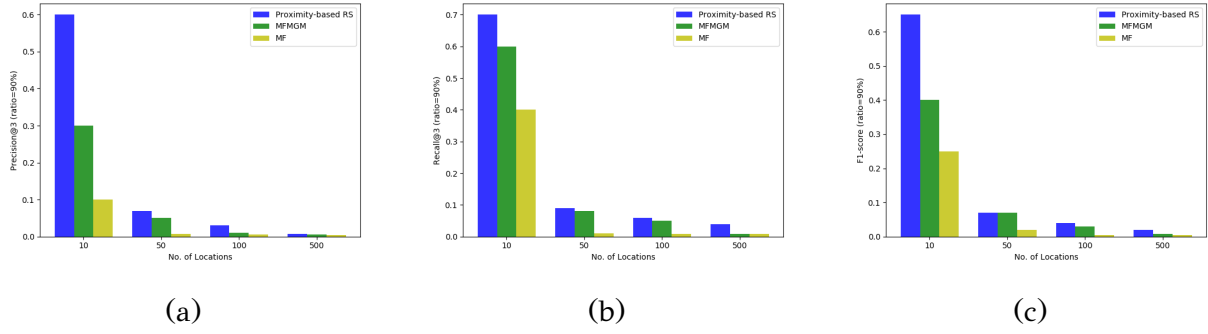 0.6
0.5
0.4
0.3
0.2
0.1
0.0
Precision@3 (ratio=90%)
10
50
100
500
No. of Locations
Proximity-based RS
MFMGM
MF
(a)
0.7
0.6
0.5
0.4
0.3
0.2
0.1
0.0
Recall@3 (ratio=90%)
10
50
100
500
No. of Locations
Proximity-based RS
MFMGM
MF
(b)
0.6
0.5
0.4
0.3
0.2
0.1
0.0
F1-score (ratio=90%)
10
50
100
500
No. of Locations
Proximity-based RS
MFMGM
MF
(c)